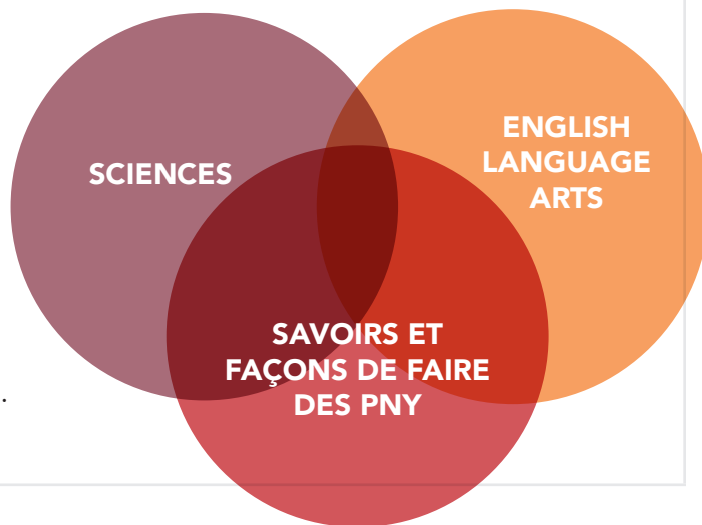 SCIENCES
ENGLISH
LANGUAGE
ARTS
SAVOIRS ET
FAÇONS DE FAIRE
DES PNY
.